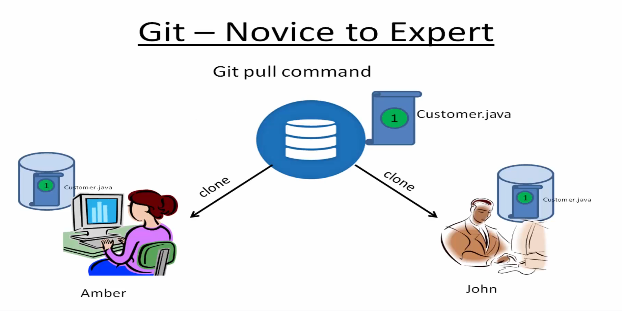 Git – Novice to Expert
Git pull command
1
Customer.java
clone
clone
1
Customer.java
1
Customer.java
Amber
John